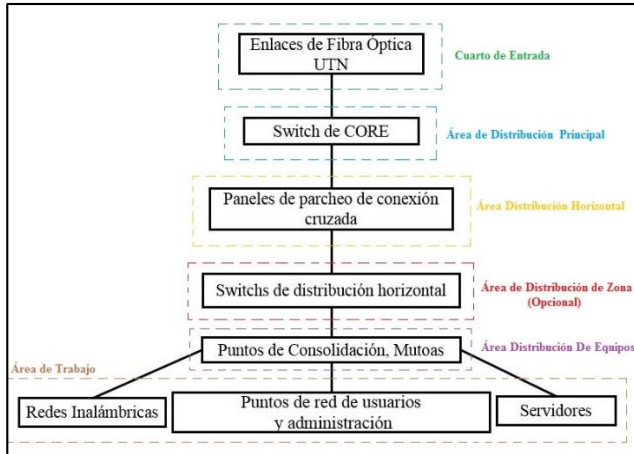 Enlaces de Fibra Óptica
UTN
Cuarto de Entrada
Switch de CORE
Área de Distribución Principal
Paneles de parcheo de conexión
cruzada
Área Distribución Horizontal
Switchs de distribución horizontal
Área de Distribución de Zona
(Opcional)
Puntos de Consolidación, Mutoas
Área Distribución De Equipos
Área de Trabajo
Redes Inalámbricas
Puntos de red de usuarios
y administración
Servidores